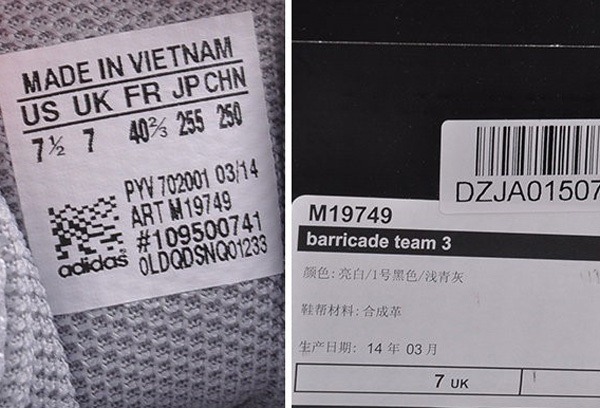 MADE IN VIETNAM
US UK FR JP CHN
7½ 7 40⅔ 255 250
PYV 702001 03/14
ART M19749
#109500741
0LDQDSNQ01233
adidas
DZJA01507
M19749
barricade team 3
颜色: 亮白/1号黑色/浅青灰
鞋帮材料: 合成革
生产日期: 14 年 03 月
7 UK